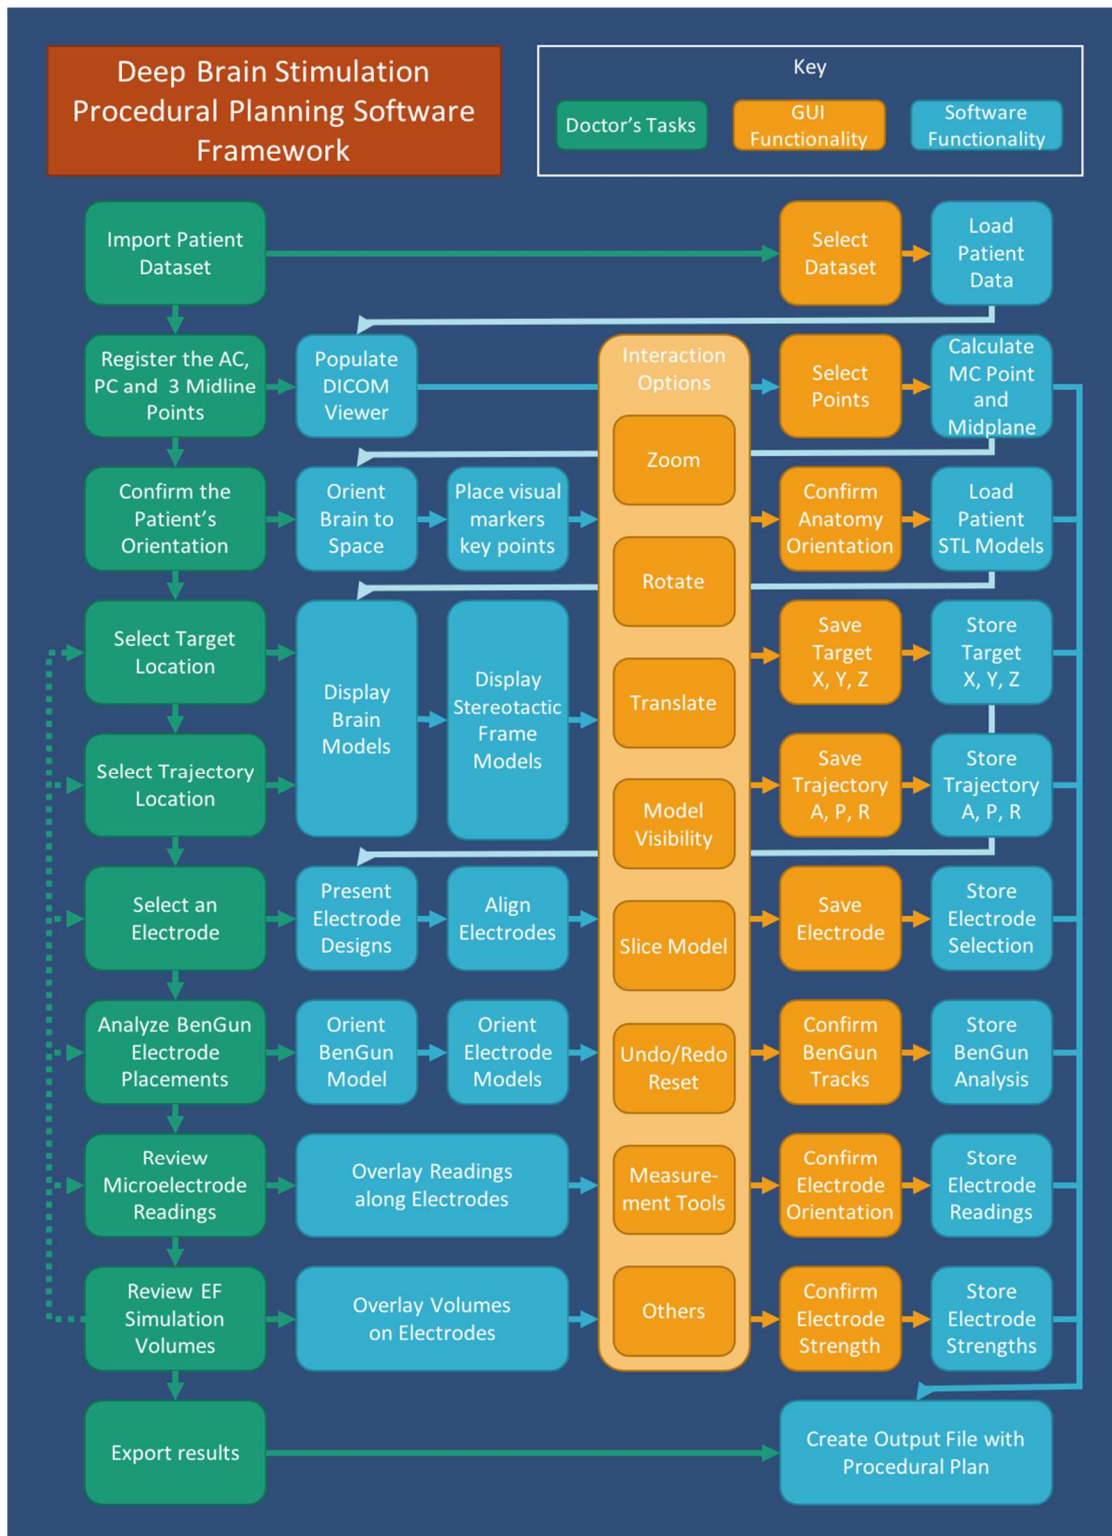 Deep Brain Stimulation
Procedural Planning Software
Framework
Key
Doctor's Tasks
GUI
Functionality
Software
Functionality
Import Patient
Dataset
Select
Dataset
Load
Patient
Data
Register the AC,
PC and 3 Midline
Points
Populate
DICOM
Viewer
Interaction
Options
Select
Points
Calculate
MC Point
and
Midplane
Zoom
Confirm the
Patient's
Orientation
Orient
Brain to
Space
Place visual
markers
key points
Confirm
Anatomy
Orientation
Load
Patient
STL Models
Rotate
Select Target
Location
Display
Brain
Models
Display
Stereotactic
Frame
Models
Translate
Save
Target
X, Y, Z
Store
Target
X, Y, Z
Select Trajectory
Location
Model
Visibility
Save
Trajectory
A, P, R
Store
Trajectory
A, P, R
Select an
Electrode
Present
Electrode
Designs
Align
Electrodes
Slice Model
Save
Electrode
Store
Electrode
Selection
Analyze BenGun
Electrode
Placements
Orient
BenGun
Model
Orient
Electrode
Models
Undo/Redo
Reset
Confirm
BenGun
Tracks
Store
BenGun
Analysis
Review
Microelectrode
Readings
Overlay Readings
along Electrodes
Measure-
ment Tools
Confirm
Electrode
Orientation
Store
Electrode
Readings
Review EF
Simulation
Volumes
Overlay Volumes
on Electrodes
Others
Confirm
Electrode
Strength
Store
Electrode
Strengths
Export results
Create Output File with
Procedural Plan